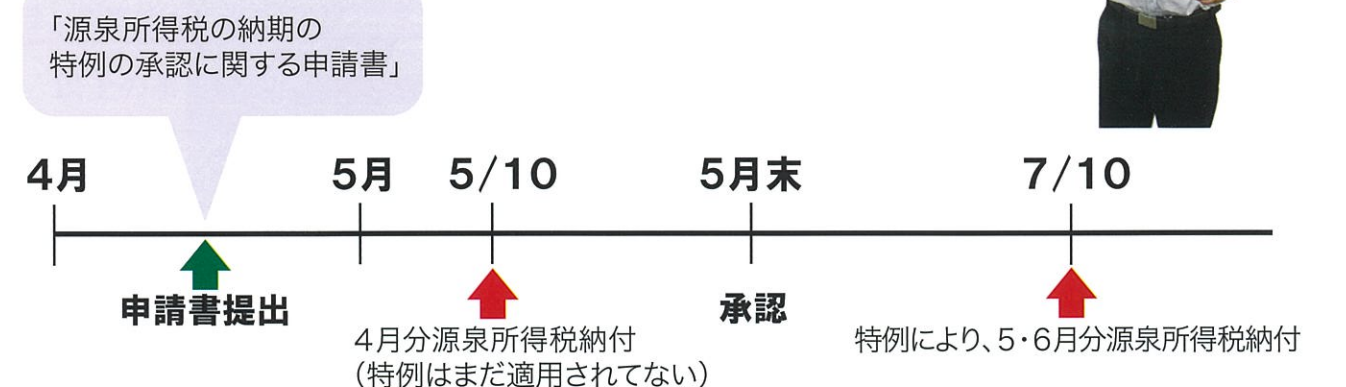 「源泉所得税の納期の
特例の承認に関する申請書」
4月
5月
5/10
5月末
7/10
申請書提出
4月分源泉所得税納付
(特例はまだ適用されてない)
承認
特例により、5・6月分源泉所得税納付